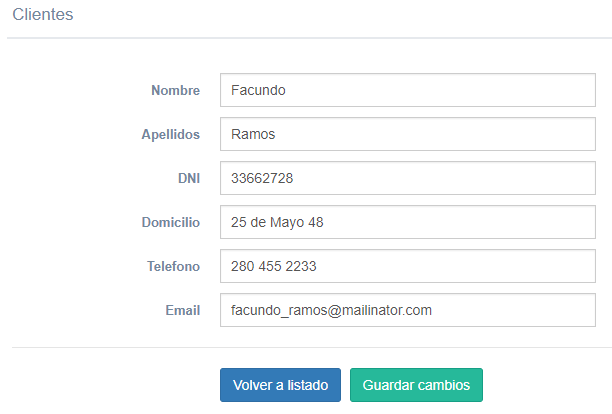 Clientes
Nombre Facundo
Apellidos Ramos
DNI 33662728
Domicilio 25 de Mayo 48
Telefono 280 455 2233
Email facundo_ramos@mailinator.com
Volver a listado Guardar cambios